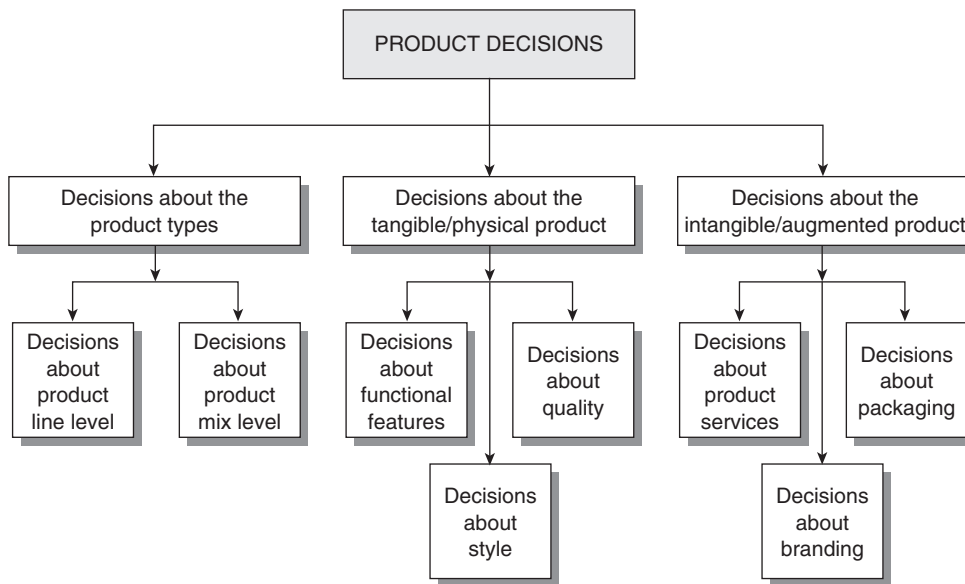 PRODUCT DECISIONS
Decisions about the
product types
Decisions about the
tangible/physical product
Decisions about the
intangible/augmented product
Decisions
about
product
line level
Decisions
about
product
mix level
Decisions
about
functional
features
Decisions
about
quality
Decisions
about
product
services
Decisions
about
packaging
Decisions
about
style
Decisions
about
branding